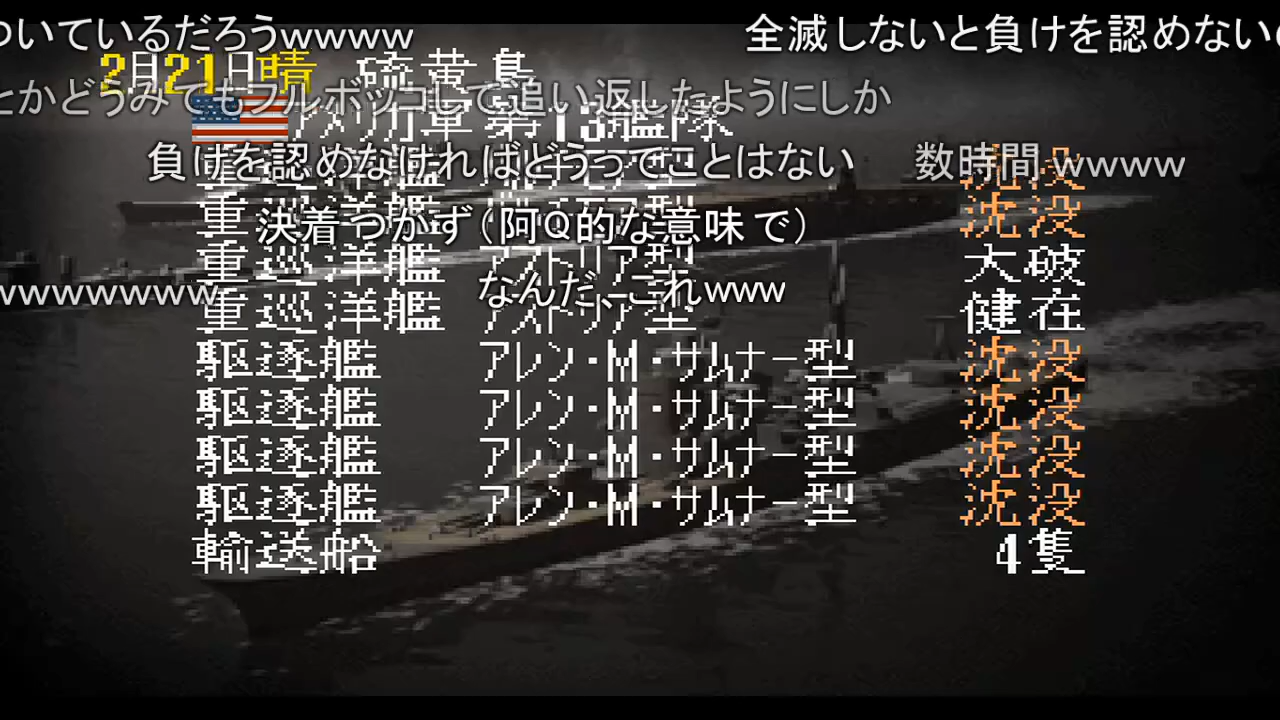 ついているだろうwwww
全滅しないと負けを認めない
2月21日晴 硫黄島
とかどうみてもフルボッコして追い返したようにしか
アメリカ軍 第13艦隊
負けを認めなければどうってことはない
数時間wwww
重巡洋艦 沈没
重巡洋艦 沈没
決着つかず(阿Q的な意味で)
重巡洋艦 アストリア型 大破
wwwwwwww
なんだ、これwww
重巡洋艦 アストリア型 健在
駆逐艦 アレン・M・サムナー型 沈没
駆逐艦 アレン・M・サムナー型 沈没
駆逐艦 アレン・M・サムナー型 沈没
駆逐艦 アレン・M・サムナー型 沈没
輸送船 4隻